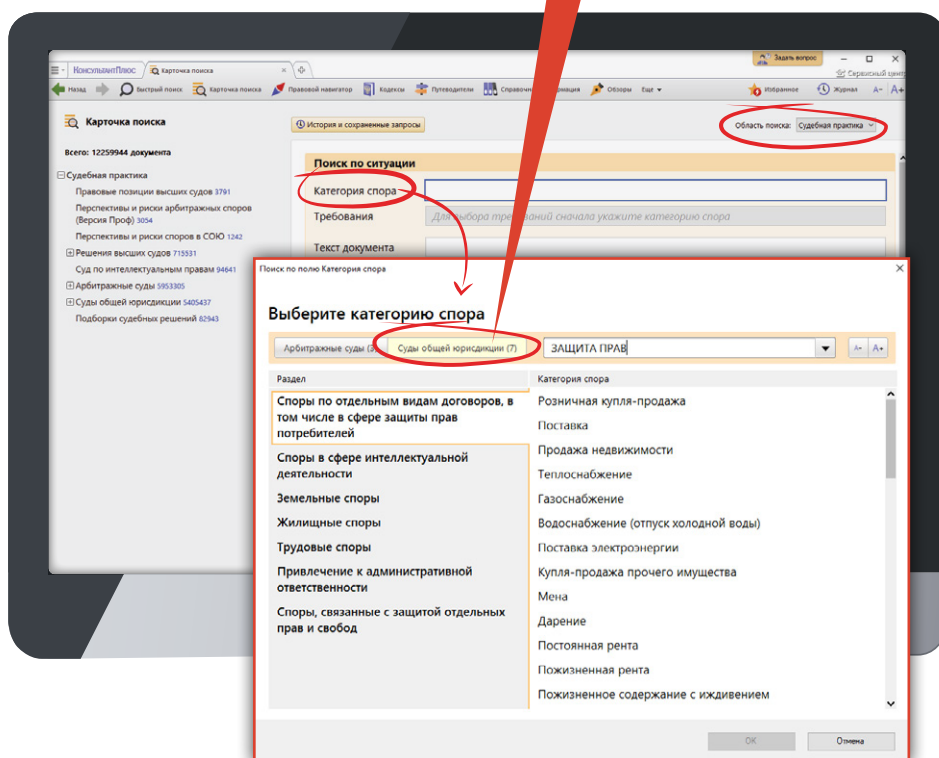 Задать вопрос
КонсультантПлюс
Карточка поиска
Сервисный центр
Назад
Быстрый поиск
Карточка поиска
Правовой навигатор
Кодексы
Путеводители
Обзоры
Еще
Избранное
Журнал
А-
А+
Карточка поиска
История и сохраненные запросы
Область поиска:
Судебная практика
Всего: 12259944 документа
Судебная практика
Правовые позиции высших судов 3791
Перспективы и риски арбитражных споров
(Версия Проф) 3054
Перспективы и риски споров в СОЮ 1242
Решения высших судов 715531
Суд по интеллектуальным правам 94641
Арбитражные суды 5953305
Суды общей юрисдикции 5405437
Подборки судебных решений 82943
Поиск по ситуации
Категория спора
Требования
Для выбора требований сначала укажите категорию спора
Текст документа
Поиск по полю Категория спора
Выберите категорию спора
Арбитражные суды (3)
Суды общей юрисдикции (7)
ЗАЩИТА ПРАВ
А-
А+
Раздел
Споры по отдельным видам договоров, в
том числе в сфере защиты прав
потребителей
Споры в сфере интеллектуальной
деятельности
Земельные споры
Жилищные споры
Трудовые споры
Привлечение к административной
ответственности
Споры, связанные с защитой отдельных
прав и свобод
Категория спора
Розничная купля-продажа
Поставка
Продажа недвижимости
Теплоснабжение
Газоснабжение
Водоснабжение (отпуск холодной воды)
Поставка электроэнергии
Купля-продажа прочего имущества
Мена
Дарение
Постоянная рента
Пожизненная рента
Пожизненное содержание с иждивением
ОК
Отмена